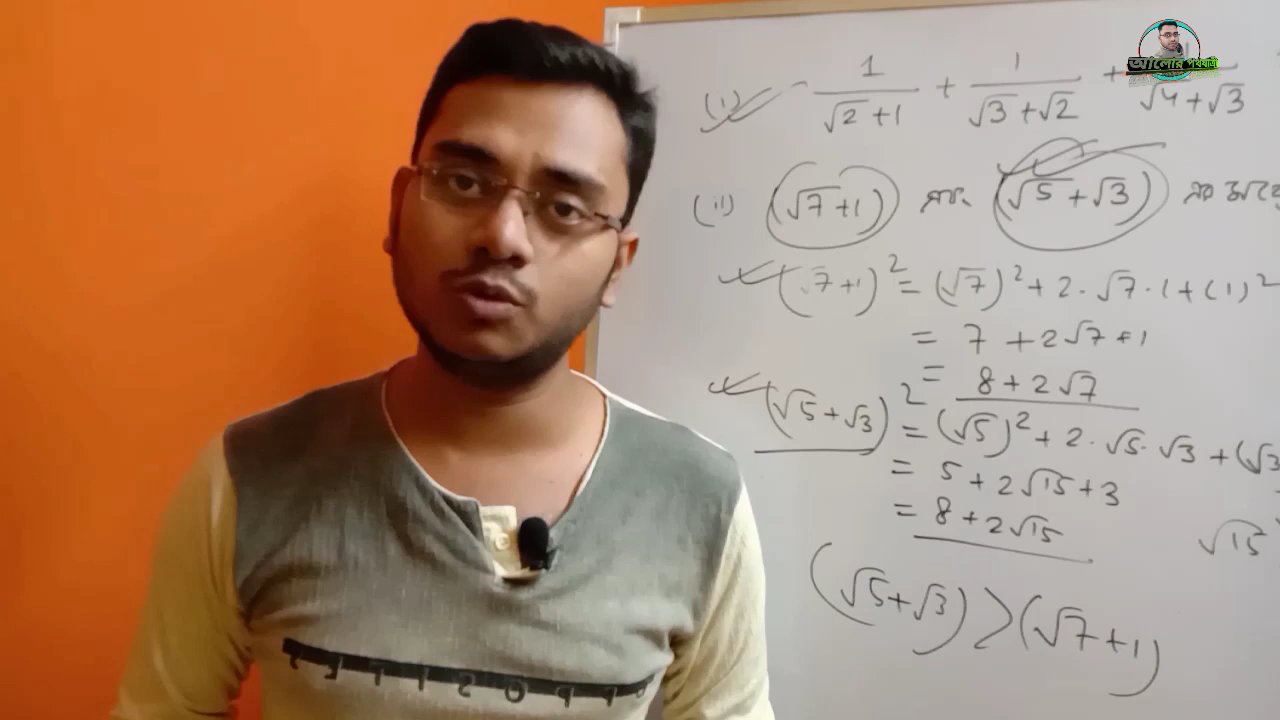 আলোর পথযাত্রী
(i) 1/(√2+1) + 1/(√3+√2) + 1/(√4+√3)
(ii) (√7+1) এবং (√5+√3) এর মধ্যে
(√7+1)² = (√7)² + 2·√7·1 + (1)²
= 7 + 2√7 + 1
= 8 + 2√7
(√5+√3)² = (√5)² + 2·√5·√3 + (√3
= 5 + 2√15 + 3
= 8 + 2√15
√15
(√5+√3) > (√7+1)